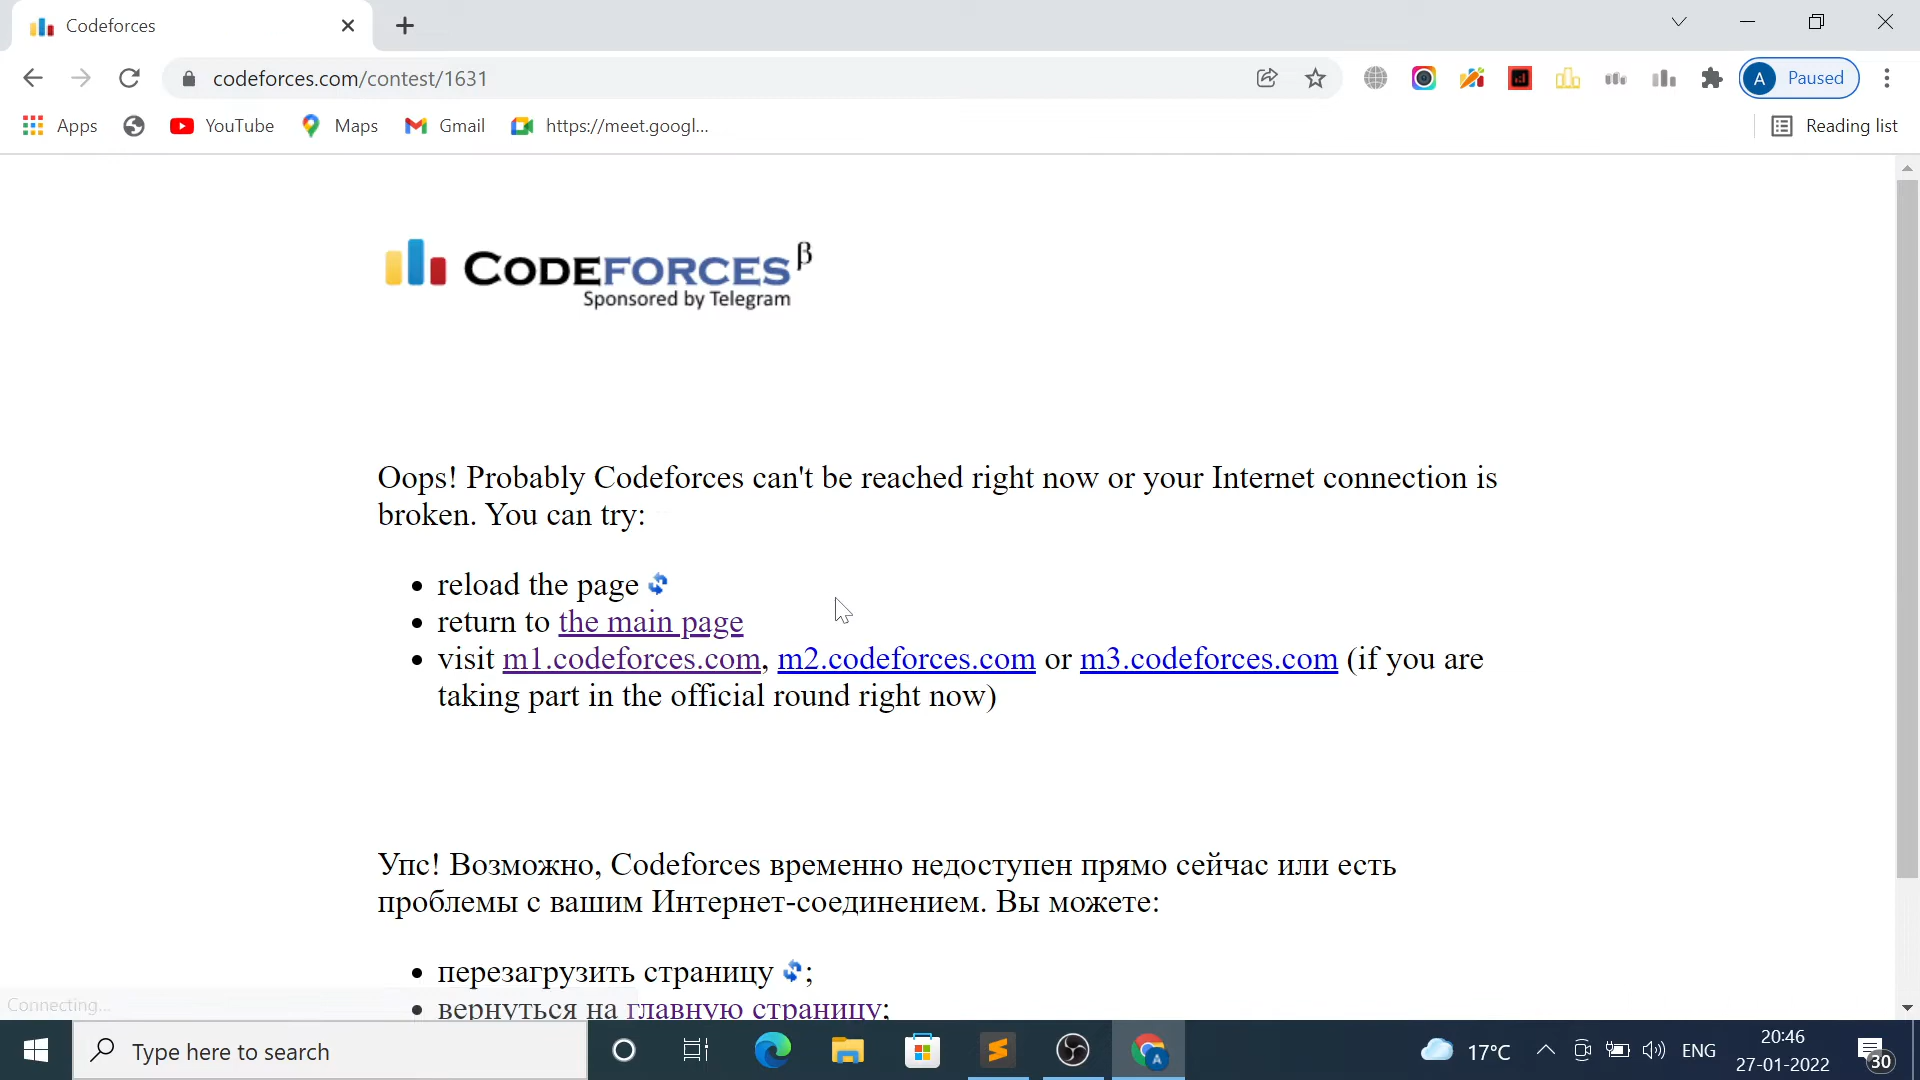 Codeforces
codeforces.com/contest/1631
A Paused
Apps
YouTube
Maps
Gmail
https://meet.googl...
Reading list
CODEFORCES β
Sponsored by Telegram
Oops! Probably Codeforces can't be reached right now or your Internet connection is
broken. You can try:
• reload the page
• return to the main page
• visit m1.codeforces.com, m2.codeforces.com or m3.codeforces.com (if you are
taking part in the official round right now)
Упс! Возможно, Codeforces временно недоступен прямо сейчас или есть
проблемы с вашим Интернет-соединением. Вы можете:
• перезагрузить страницу ;
• вернуться на главную страницу;
Connecting...
Type here to search
A
17°C
ENG
20:46
27-01-2022
30